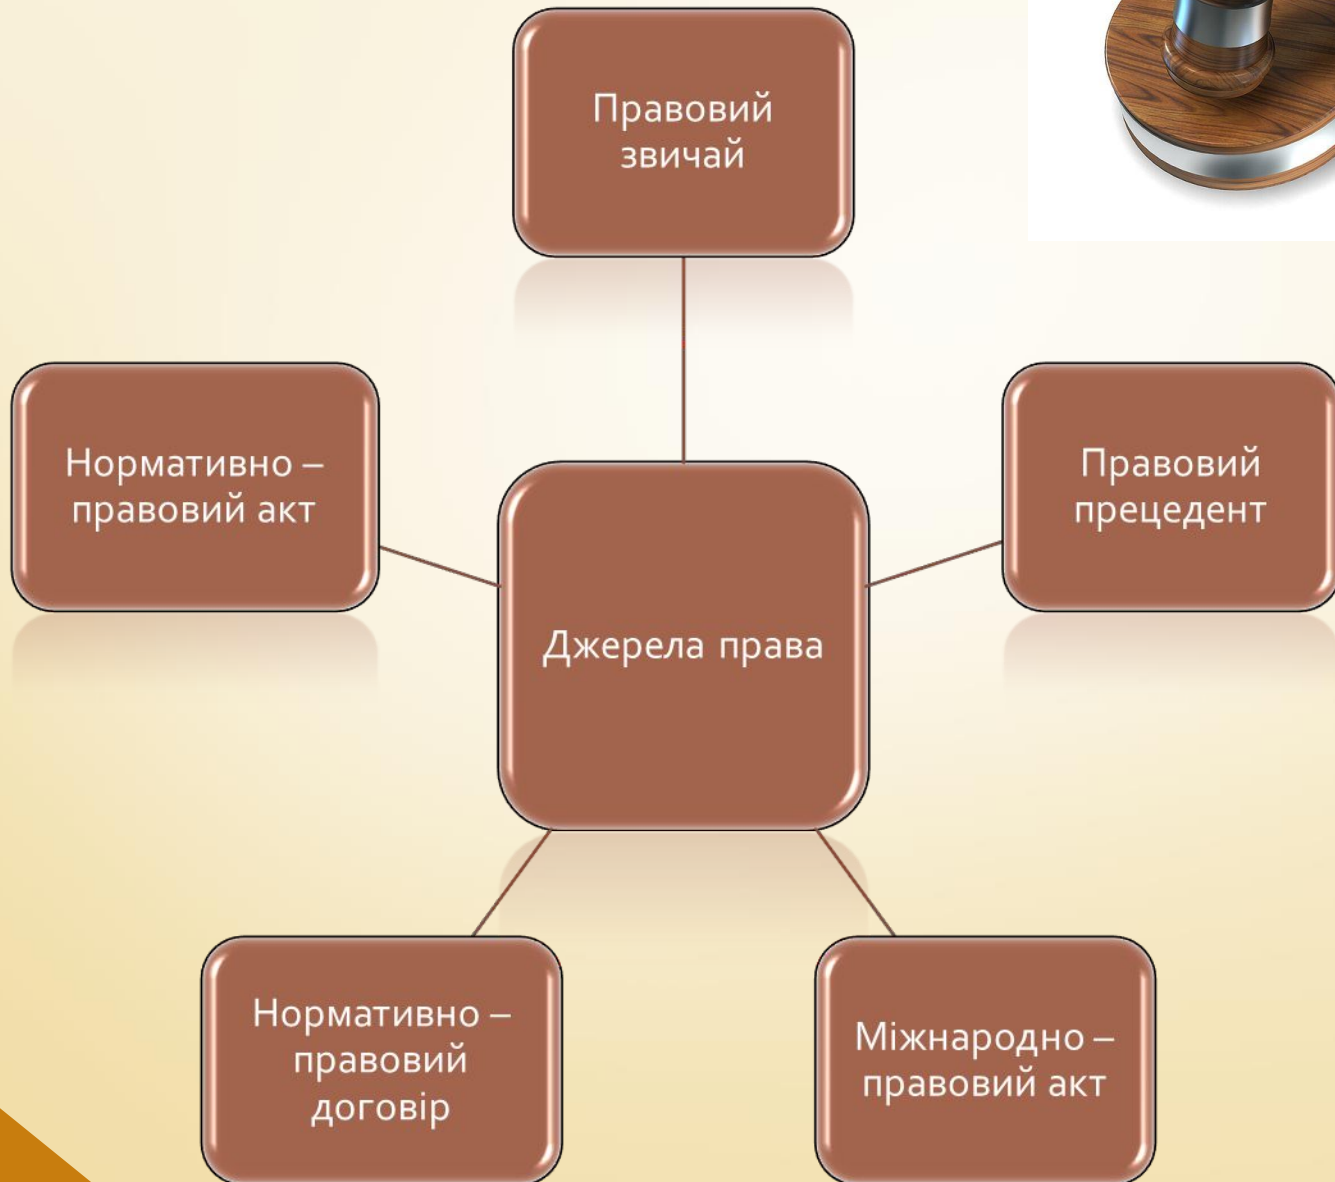 Правовий
звичай
Нормативно –
правовий акт
Правовий
прецедент
Джерела права
Нормативно –
правовий
договір
Міжнародно –
правовий акт